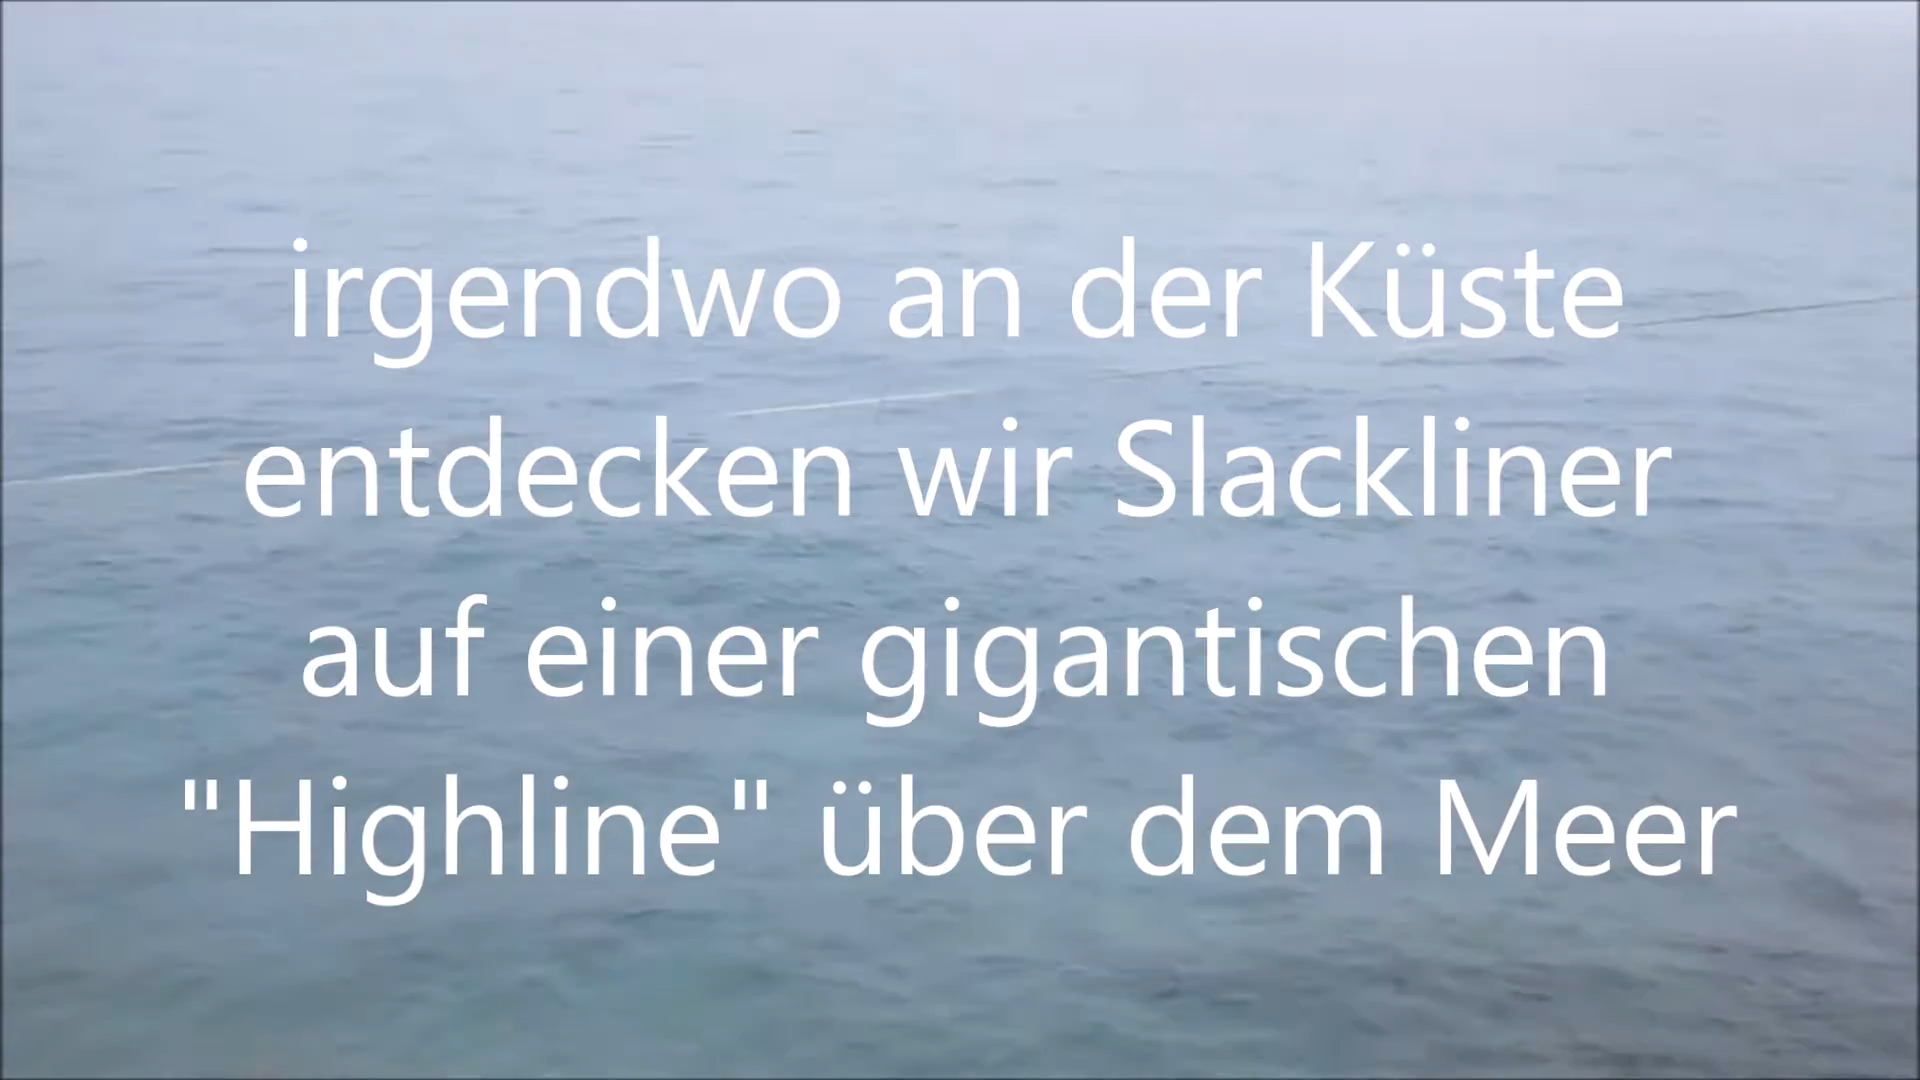 irgendwo an der Küste
entdecken wir Slackliner
auf einer gigantischen
"Highline" über dem Meer